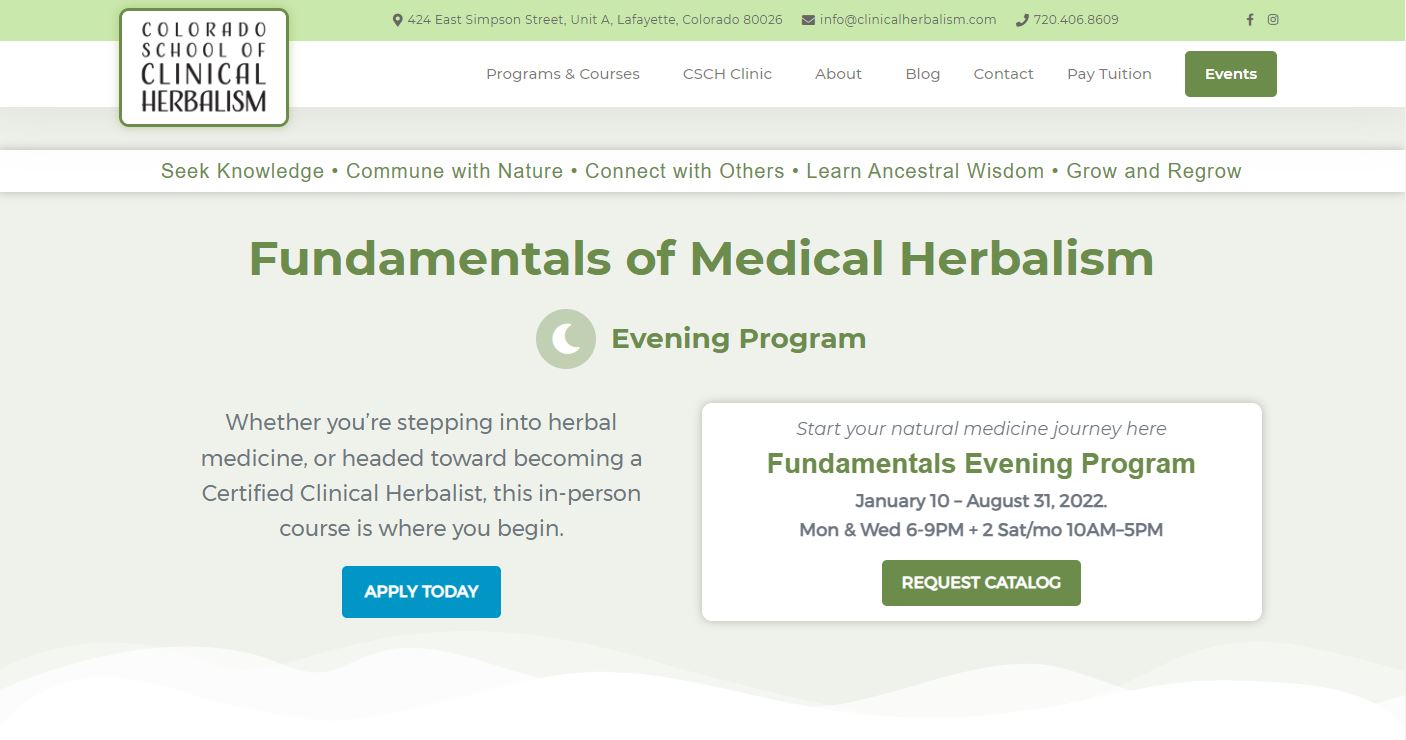 424 East Simpson Street, Unit A, Lafayette, Colorado 80026 info@clinicalherbalism.com 720.406.8609
COLORADO
SCHOOL OF
CLINICAL
HERBALISM
Programs & Courses CSCH Clinic About Blog Contact Pay Tuition Events
Seek Knowledge • Commune with Nature • Connect with Others • Learn Ancestral Wisdom • Grow and Regrow
Fundamentals of Medical Herbalism
Evening Program
Whether you’re stepping into herbal
medicine, or headed toward becoming a
Certified Clinical Herbalist, this in-person
course is where you begin.
APPLY TODAY
Start your natural medicine journey here
Fundamentals Evening Program
January 10 – August 31, 2022.
Mon & Wed 6-9PM + 2 Sat/mo 10AM–5PM
REQUEST CATALOG